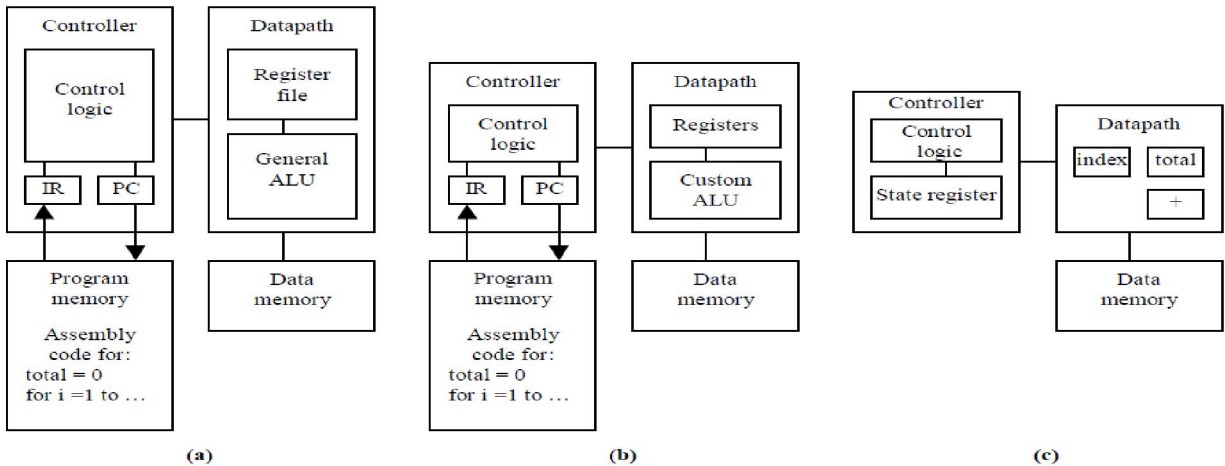 Controller
Control
logic
IR
PC
Datapath
Register
file
General
ALU
Program
memory
Assembly
code for:
total = 0
for i =1 to …
Data
memory
(a)
Controller
Control
logic
IR
PC
Datapath
Registers
Custom
ALU
Program
memory
Assembly
code for:
total = 0
for i =1 to …
Data
memory
(b)
Controller
Control
logic
State register
Datapath
index
total
+
Data
memory
(c)